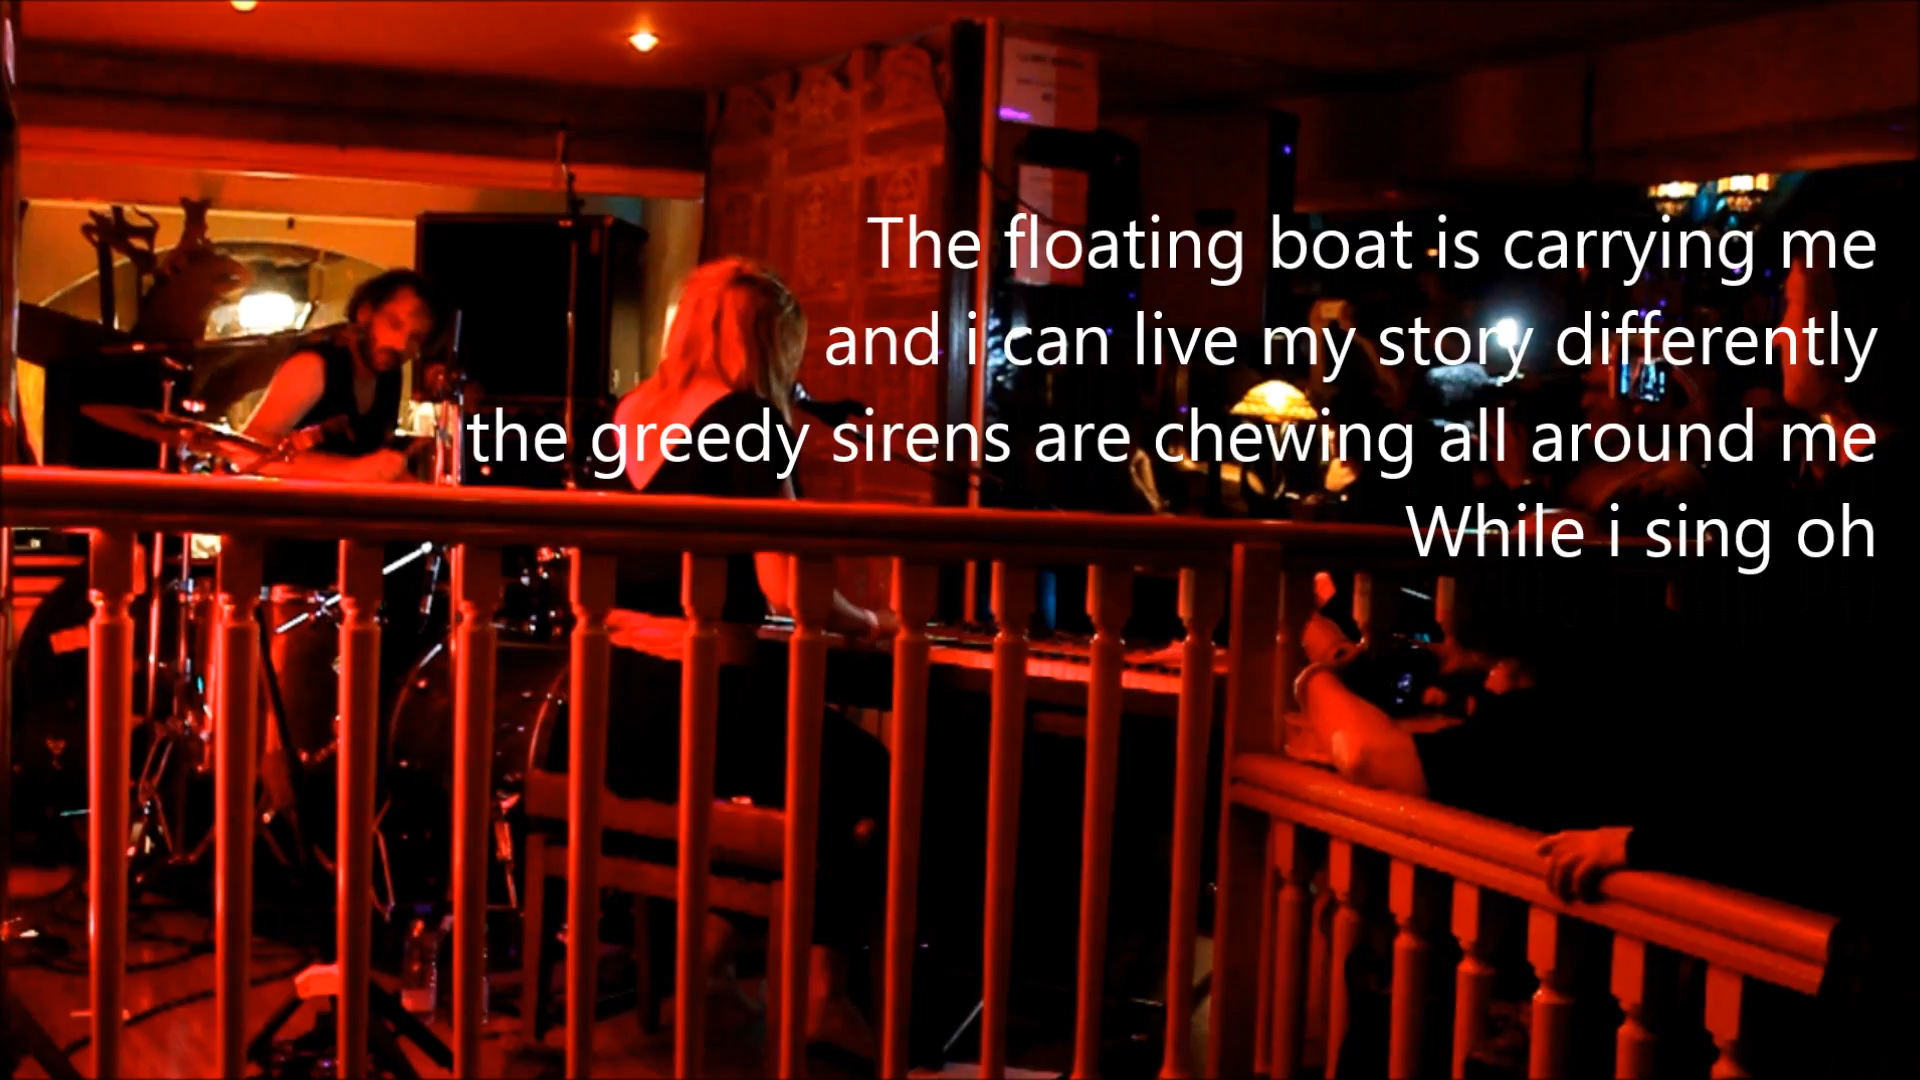 The floating boat is carrying me
and i can live my story differently
the greedy sirens are chewing all around me
While i sing oh